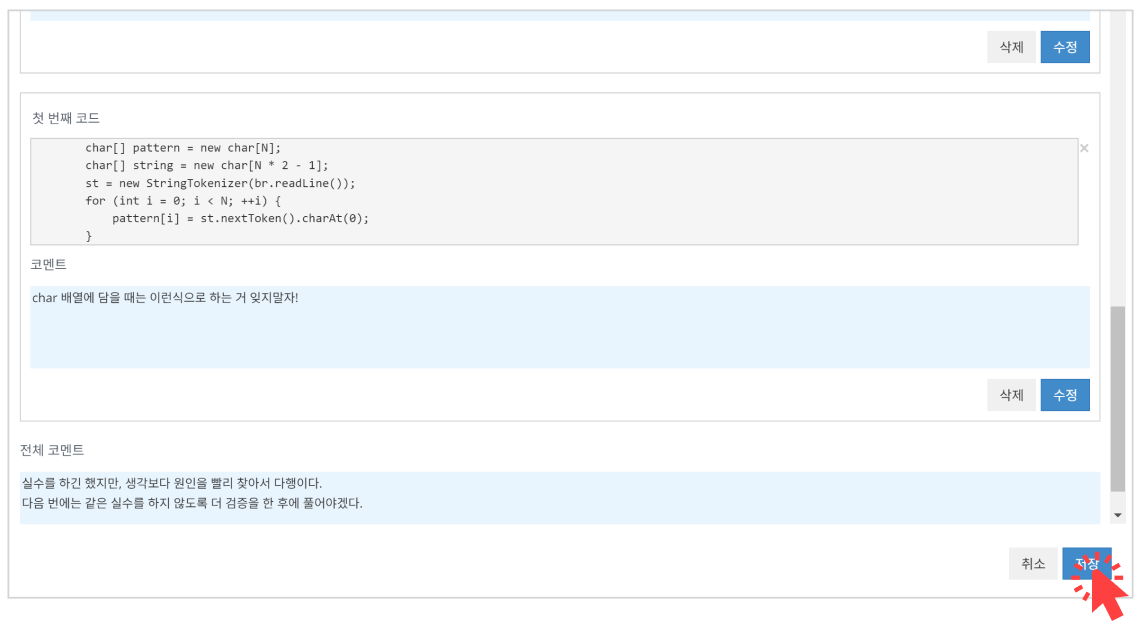 삭제 수정
첫 번째 코드
char[] pattern = new char[N];
char[] string = new char[N * 2 - 1];
st = new StringTokenizer(br.readLine());
for (int i = 0; i < N; ++i) {
    pattern[i] = st.nextToken().charAt(0);
}
×
코멘트
char 배열에 담을 때는 이런식으로 하는 거 잊지말자!
삭제 수정
전체 코멘트
실수를 하긴 했지만, 생각보다 원인을 빨리 찾아서 다행이다.
다음 번에는 같은 실수를 하지 않도록 더 검증을 한 후에 풀어야겠다.
취소 저장